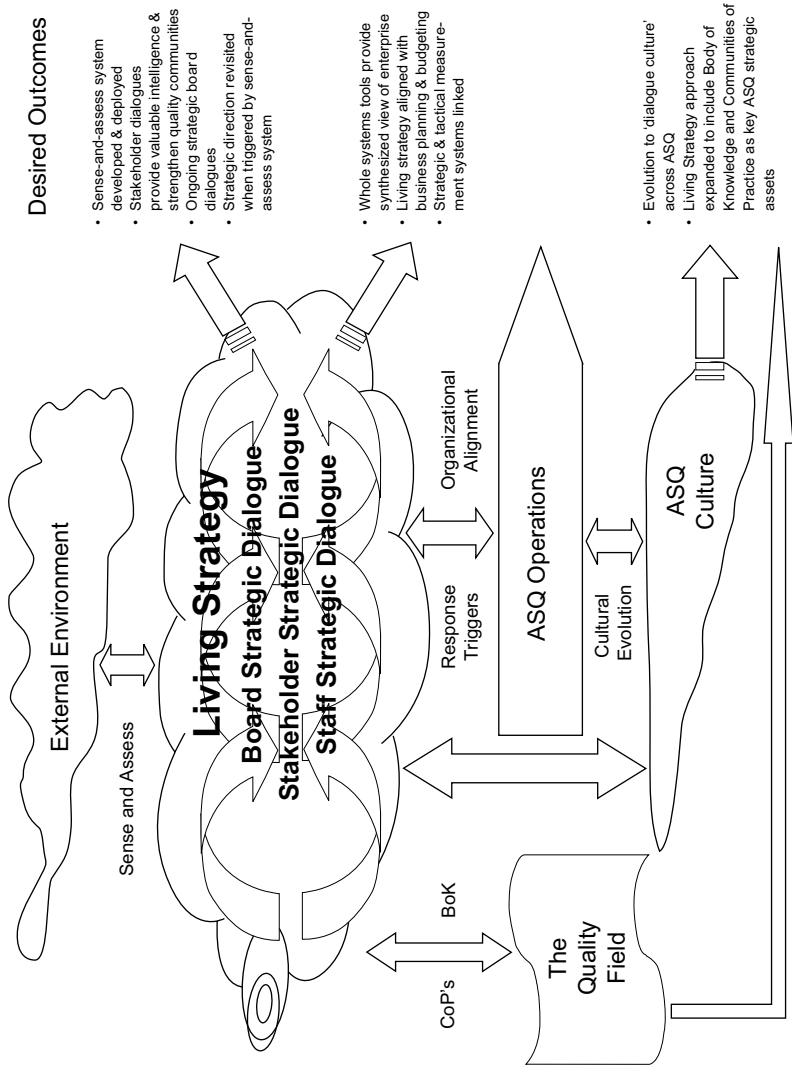 Desired Outcomes
• Sense-and-assess system
developed & deployed
• Stakeholder dialogues
provide valuable intelligence &
strengthen quality communities
• Ongoing strategic board
dialogues
• Strategic direction revisited
when triggered by sense-and-
assess system
• Whole systems tools provide
synthesized view of enterprise
• Living strategy aligned with
business planning & budgeting
• Strategic & tactical measure-
ment systems linked
• Evolution to ‘dialogue culture’
across ASQ
• Living Strategy approach
expanded to include Body of
Knowledge and Communities of
Practice as key ASQ strategic
assets
External Environment
Sense and Assess
Living Strategy
Board Strategic Dialogue
Stakeholder Strategic Dialogue
Staff Strategic Dialogue
Response
Triggers
Organizational
Alignment
CoP's
BoK
ASQ Operations
Cultural
Evolution
The
Quality
Field
ASQ
Culture